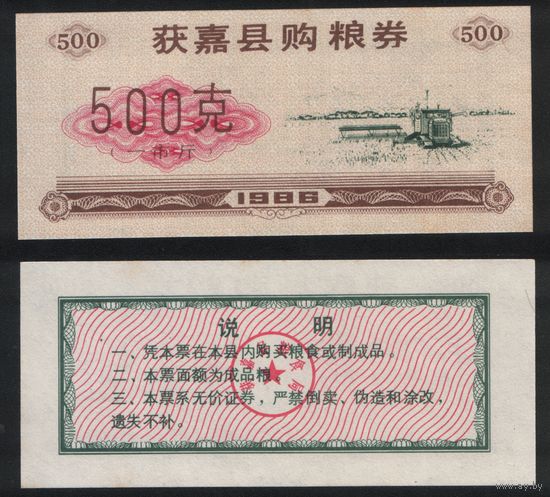 500
获嘉县购粮券
500
500克
(一市斤)
1986
说 明
一、凭本票在本县内购买粮食或制成品。
二、本票面额为成品粮。
三、本票系无价证券，严禁倒卖、伪造和涂改，
遗失不补。
www.ay.by